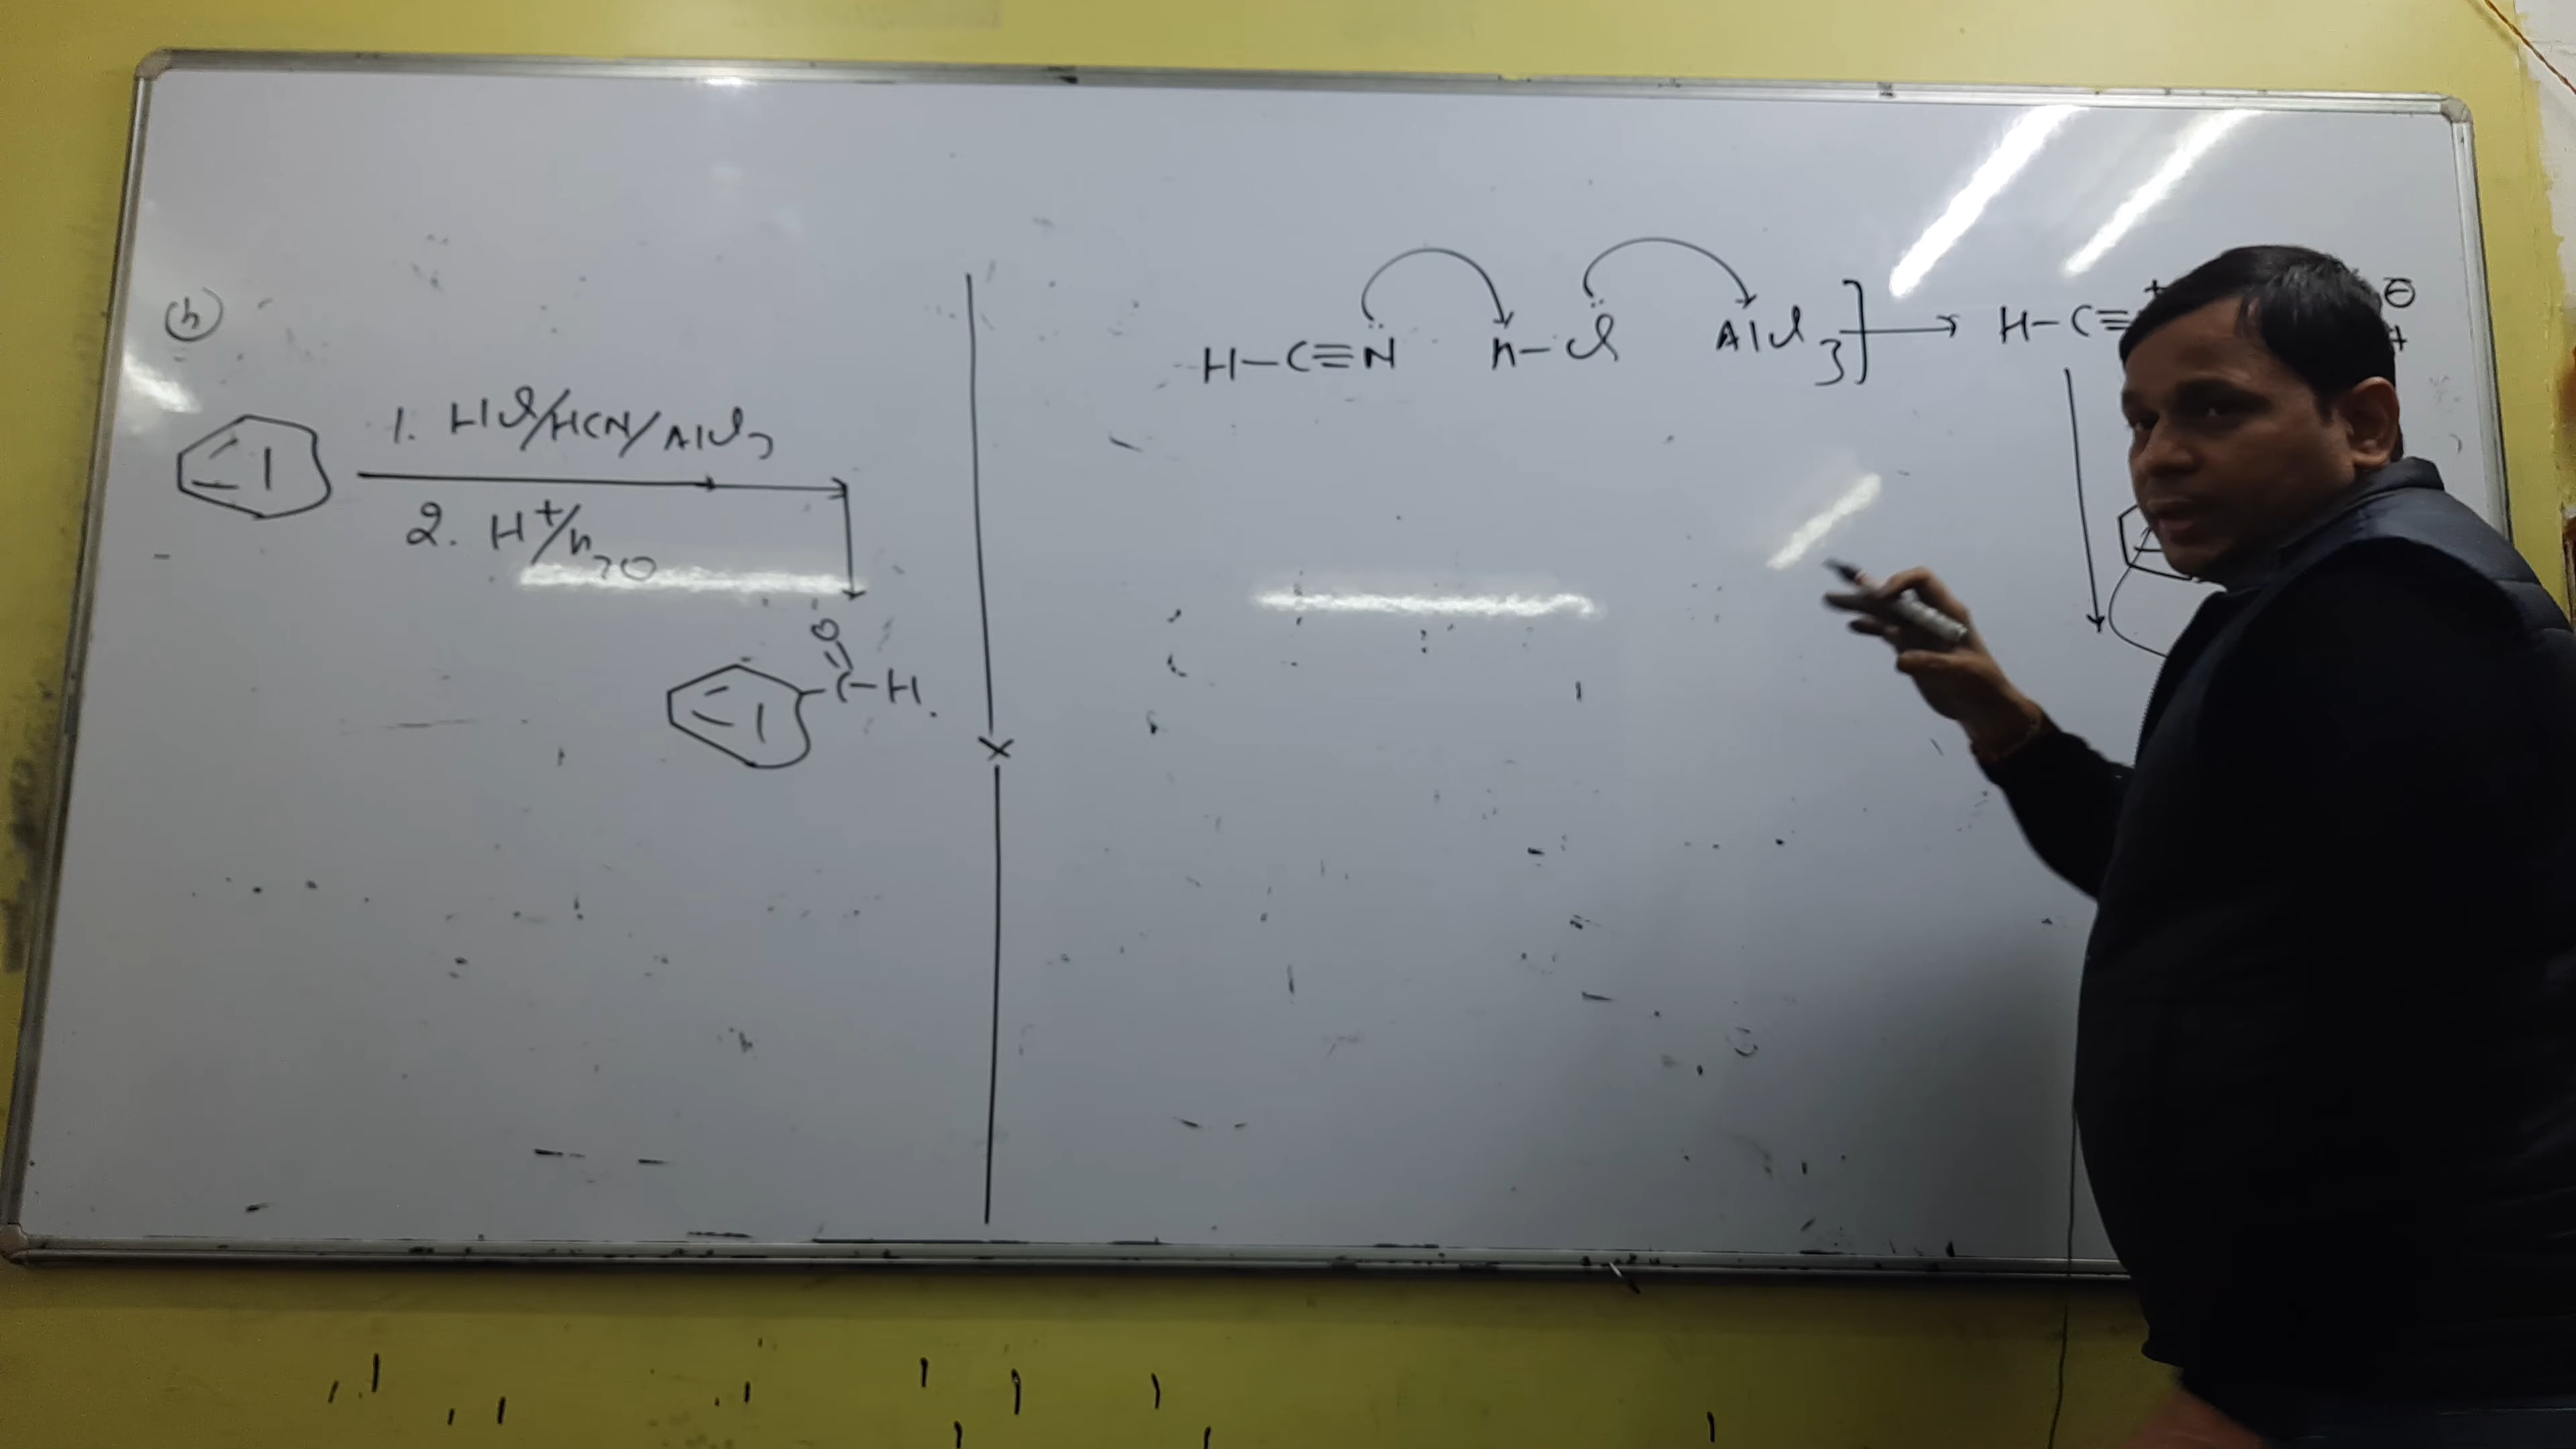 (h)
1. HCl/HCN/AlCl3
2. H+/H2O
O
C-H.
H-C≡N H-Cl AlCl3] → H-C≡
+
⊖
+